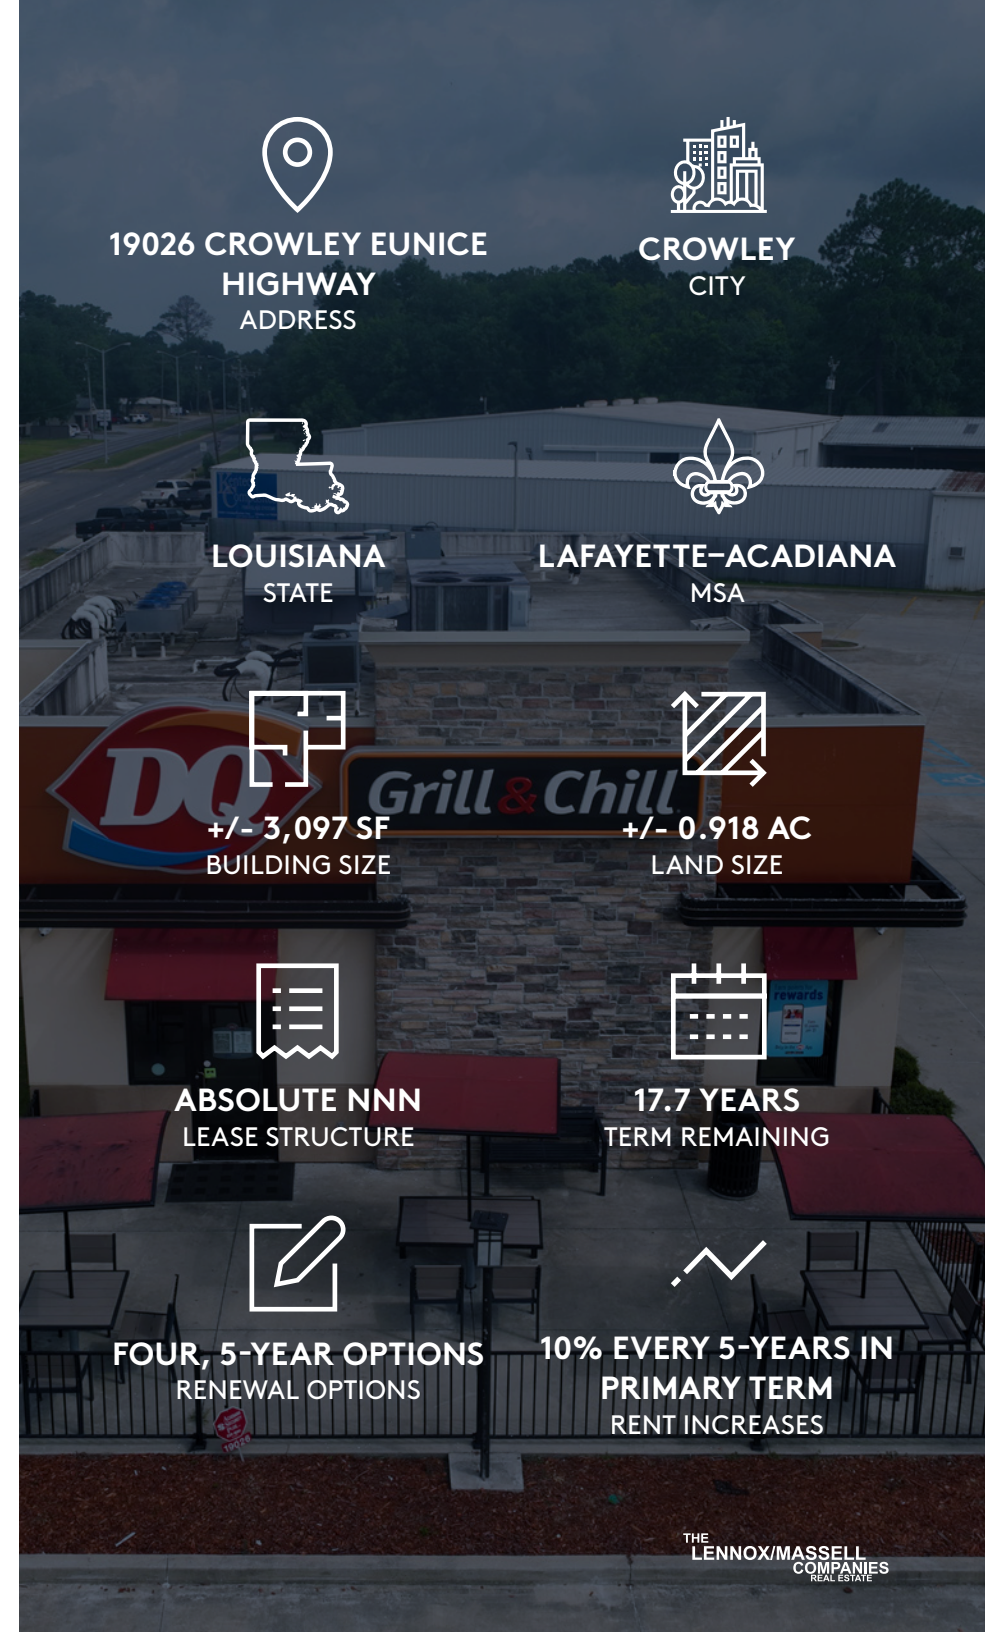 19026 CROWLEY EUNICE
HIGHWAY
ADDRESS
CROWLEY
CITY
LOUISIANA
STATE
LAFAYETTE–ACADIANA
MSA
DQ
Grill & Chill
+/- 3,097 SF
BUILDING SIZE
+/- 0.918 AC
LAND SIZE
rewards
ABSOLUTE NNN
LEASE STRUCTURE
17.7 YEARS
TERM REMAINING
FOUR, 5-YEAR OPTIONS
RENEWAL OPTIONS
10% EVERY 5-YEARS IN
PRIMARY TERM
RENT INCREASES
19026
THE
LENNOX/MASSELL
COMPANIES
REAL ESTATE